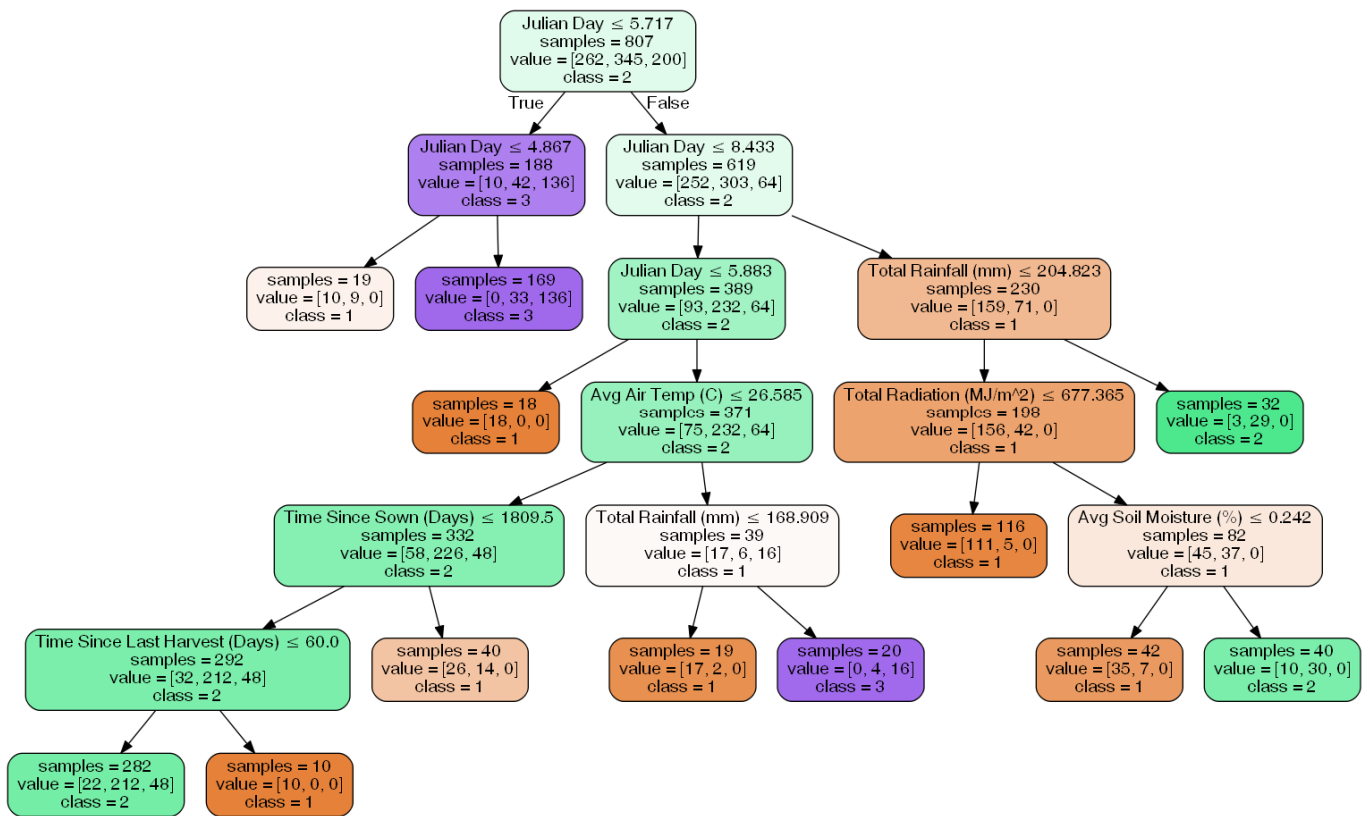 Julian Day ≤ 5.717
samples = 807
value = [262, 345, 200]
class = 2
True
False
Julian Day ≤ 4.867
samples = 188
value = [10, 42, 136]
class = 3
Julian Day ≤ 8.433
samples = 619
value = [252, 303, 64]
class = 2
samples = 19
value = [10, 9, 0]
class = 1
samples = 169
value = [0, 33, 136]
class = 3
Julian Day ≤ 5.883
samples = 389
value = [93, 232, 64]
class = 2
Total Rainfall (mm) ≤ 204.823
samples = 230
value = [159, 71, 0]
class = 1
samples = 18
value = [18, 0, 0]
class = 1
Avg Air Temp (C) ≤ 26.585
samples = 371
value = [75, 232, 64]
class = 2
Total Radiation (MJ/m^2) ≤ 677.365
samples = 198
value = [156, 42, 0]
class = 1
samples = 32
value = [3, 29, 0]
class = 2
Time Since Sown (Days) ≤ 1809.5
samples = 332
value = [58, 226, 48]
class = 2
Total Rainfall (mm) ≤ 168.909
samples = 39
value = [17, 6, 16]
class = 1
samples = 116
value = [111, 5, 0]
class = 1
Avg Soil Moisture (%) ≤ 0.242
samples = 82
value = [45, 37, 0]
class = 1
Time Since Last Harvest (Days) ≤ 60.0
samples = 292
value = [32, 212, 48]
class = 2
samples = 40
value = [26, 14, 0]
class = 1
samples = 19
value = [17, 2, 0]
class = 1
samples = 20
value = [0, 4, 16]
class = 3
samples = 42
value = [35, 7, 0]
class = 1
samples = 40
value = [10, 30, 0]
class = 2
samples = 282
value = [22, 212, 48]
class = 2
samples = 10
value = [10, 0, 0]
class = 1